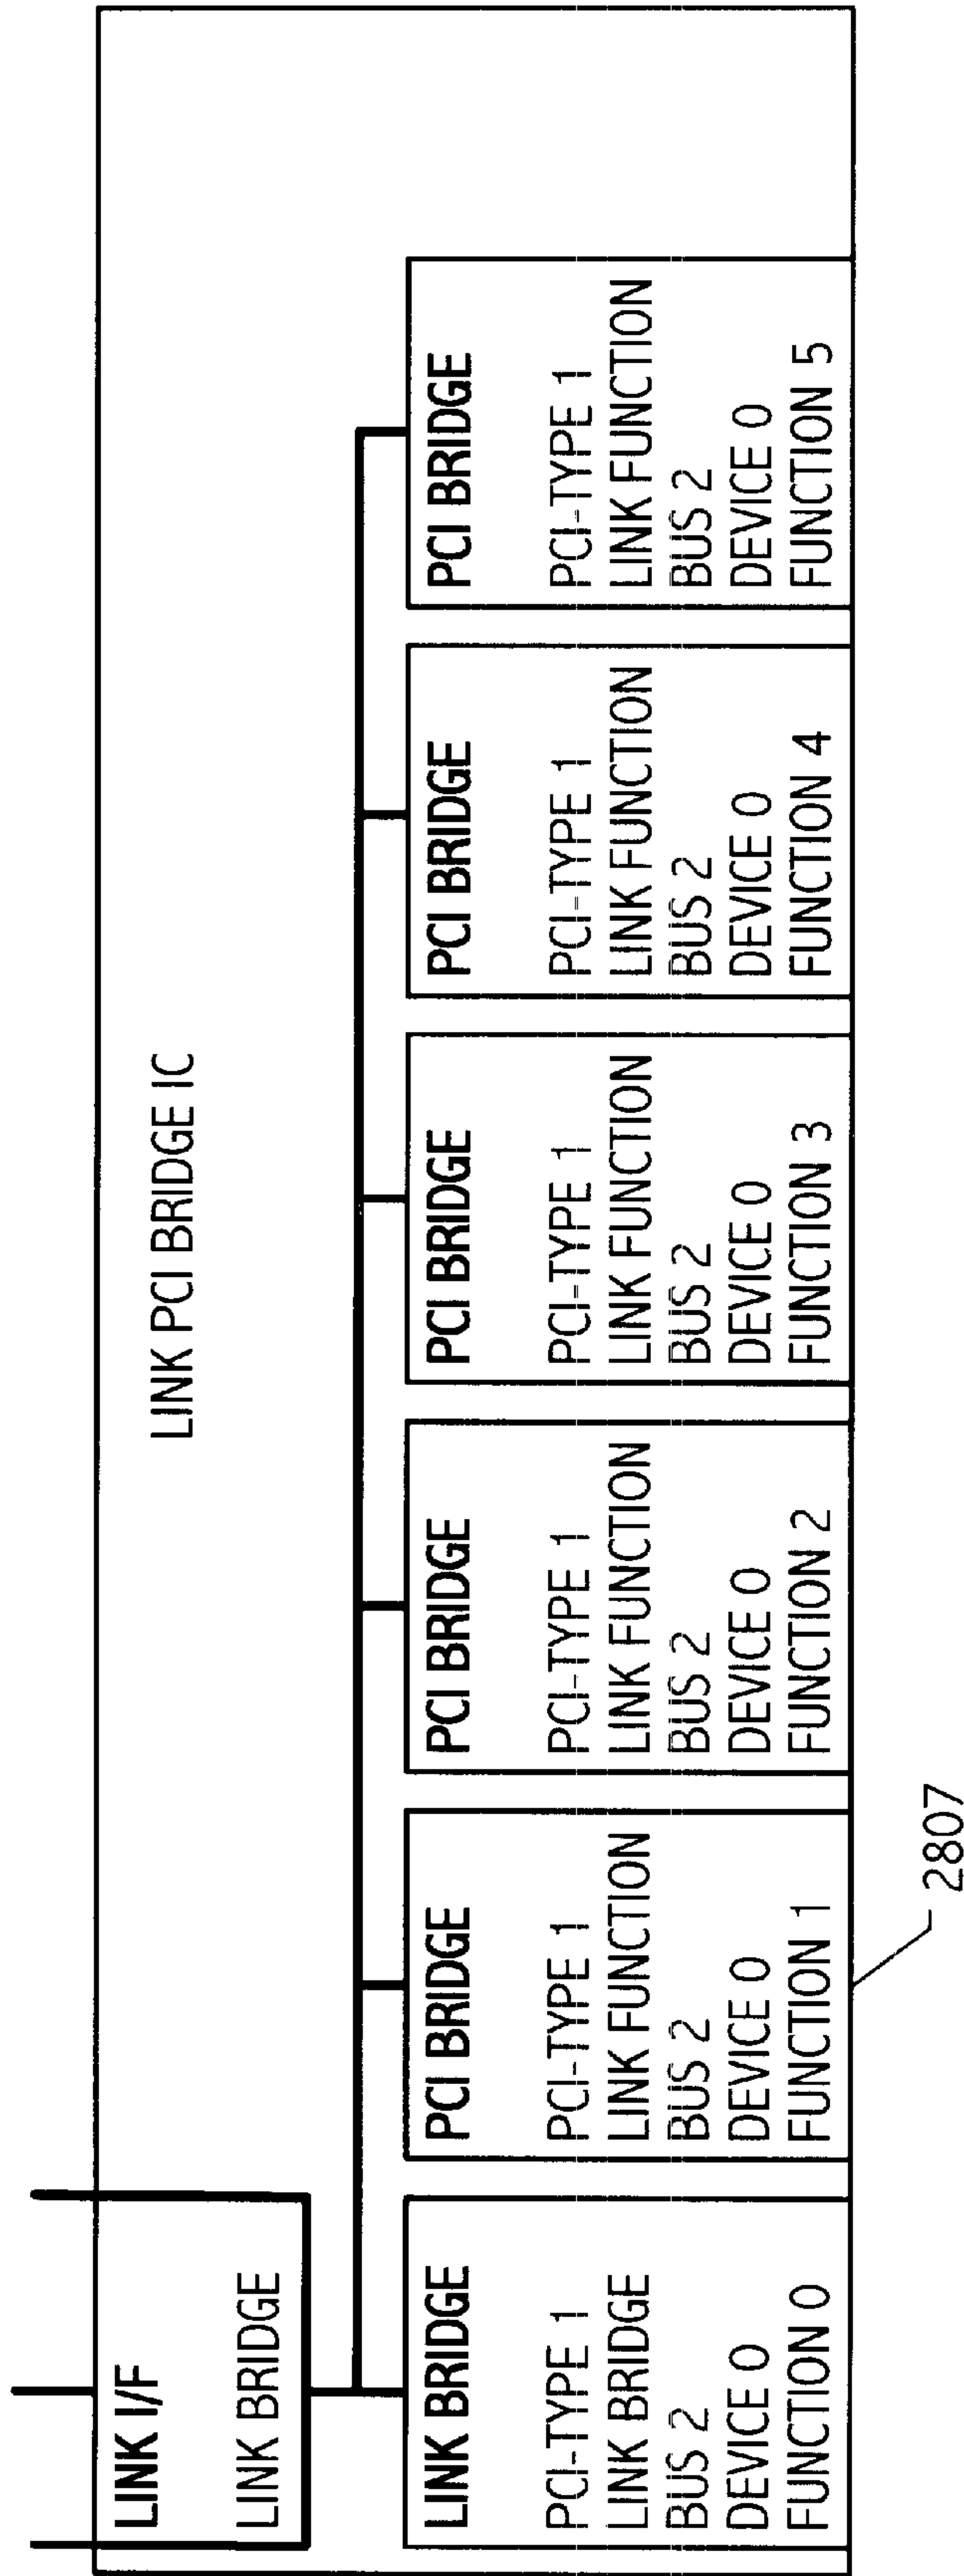 LINK PCI BRIDGE IC
LINK I/F
LINK BRIDGE
LINK BRIDGE
PCI-TYPE 1
LINK BRIDGE
BUS 2
DEVICE 0
FUNCTION 0
PCI BRIDGE
PCI-TYPE 1
LINK FUNCTION
BUS 2
DEVICE 0
FUNCTION 1
PCI BRIDGE
PCI-TYPE 1
LINK FUNCTION
BUS 2
DEVICE 0
FUNCTION 2
PCI BRIDGE
PCI-TYPE 1
LINK FUNCTION
BUS 2
DEVICE 0
FUNCTION 3
PCI BRIDGE
PCI-TYPE 1
LINK FUNCTION
BUS 2
DEVICE 0
FUNCTION 4
PCI BRIDGE
PCI-TYPE 1
LINK FUNCTION
BUS 2
DEVICE 0
FUNCTION 5
2807